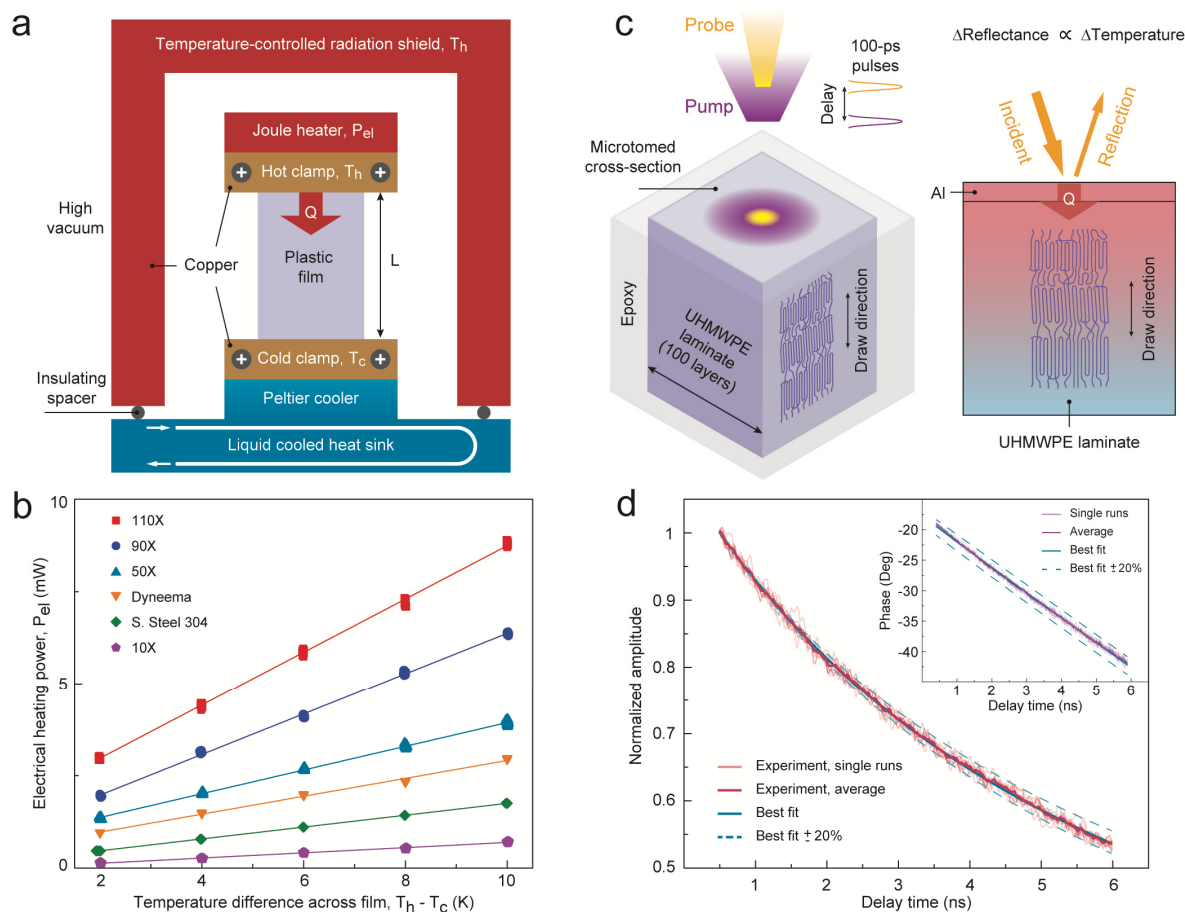 a
Temperature-controlled radiation shield, Th
Joule heater, Pel
Hot clamp, Th
Q
High
vacuum
Copper
Plastic
film
L
Cold clamp, Tc
Insulating
spacer
Peltier cooler
Liquid cooled heat sink
b
10
5
0
Electrical heating power, Pel (mW)
110X
90X
50X
Dyneema
S. Steel 304
10X
2 4 6 8 10
Temperature difference across film, Th - Tc (K)
c
Probe
Pump
100-ps
pulses
Delay
Microtomed
cross-section
Epoxy
UHMWPE
laminate
(100 layers)
Draw direction
ΔReflectance ∝ ΔTemperature
Incident
Reflection
Al
Q
Draw direction
UHMWPE laminate
d
1
0.9
0.8
0.7
0.6
0.5
Normalized amplitude
Experiment, single runs
Experiment, average
Best fit
Best fit ± 20%
1 2 3 4 5 6
Delay time (ns)
-20
-25
-30
-35
-40
Phase (Deg)
Single runs
Average
Best fit
Best fit ± 20%
1 2 3 4 5 6
Delay time (ns)